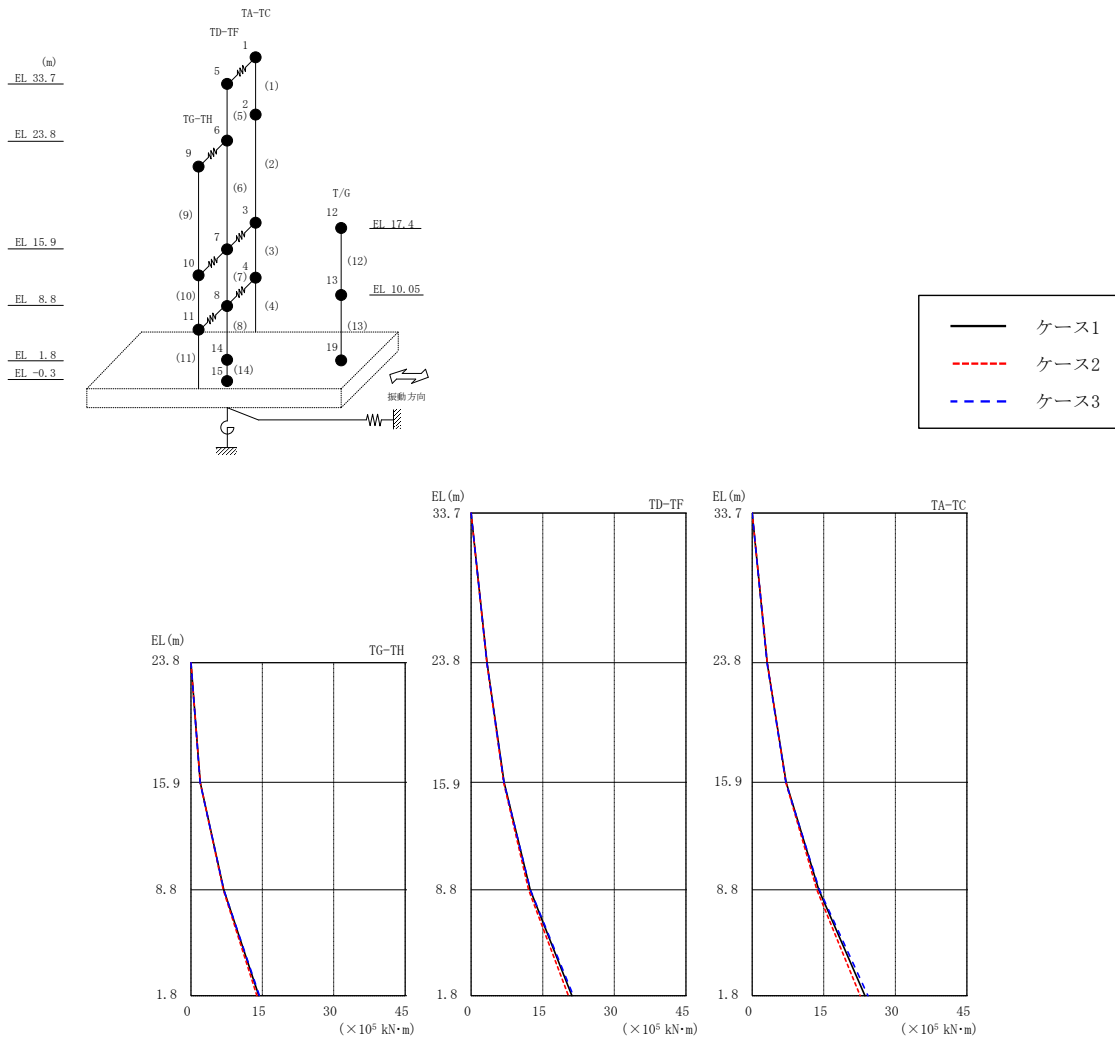 TA-TC
TD-TF
1
(m)
5
EL 33.7
(1)
2
(5)
TG-TH
6
EL 23.8
9
(2)
(6)
T/G
(9)
3
12
EL 17.4
7
EL 15.9
(3)
(12)
10
4
(7)
13
EL 10.05
(10)
8
EL 8.8
(4)
11
(8)
(13)
14
19
EL 1.8
(11)
15
(14)
EL -0.3
振動方向
ケース1
ケース2
ケース3
EL(m)
TD-TF
33.7
23.8
15.9
8.8
1.8
0 15 30 45
(×10⁵ kN・m)
EL(m)
TA-TC
33.7
23.8
15.9
8.8
1.8
0 15 30 45
(×10⁵ kN・m)
EL(m)
TG-TH
23.8
15.9
8.8
1.8
0 15 30 45
(×10⁵ kN・m)